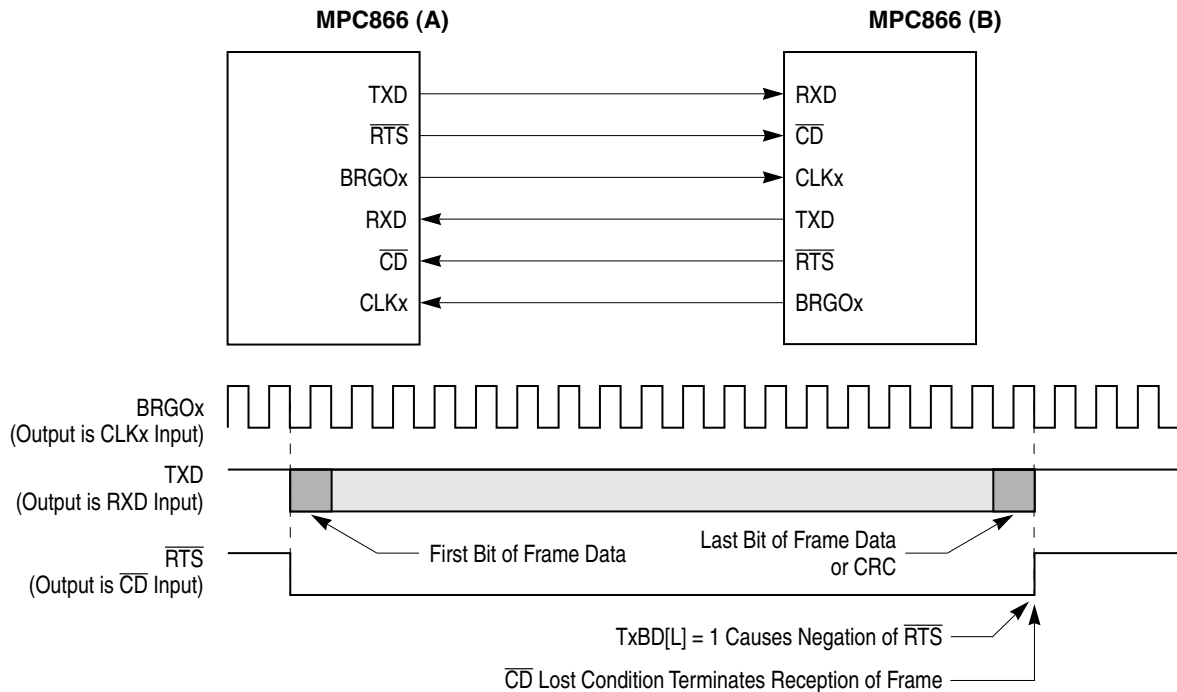 MPC866 (A)
MPC866 (B)
TXD
RXD
RTS
CD
BRGOx
CLKx
RXD
TXD
CD
RTS
CLKx
BRGOx
BRGOx
(Output is CLKx Input)
TXD
(Output is RXD Input)
First Bit of Frame Data
Last Bit of Frame Data
or CRC
RTS
(Output is CD Input)
TxBD[L] = 1 Causes Negation of RTS
CD Lost Condition Terminates Reception of Frame